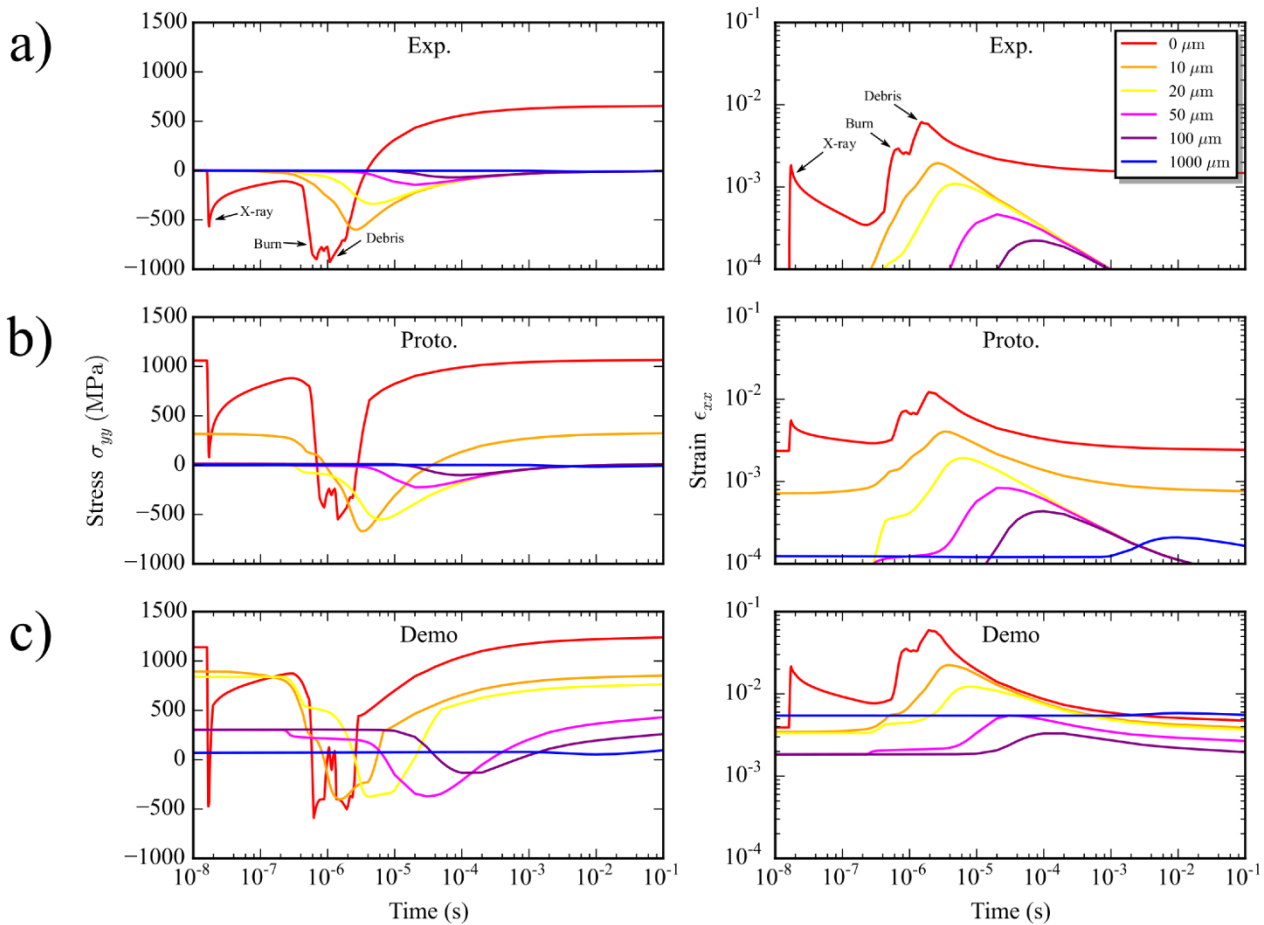 a)
Exp.
1500
1000
500
0
−500
−1000
X-ray
Burn
Debris
Exp.
10⁻¹
10⁻²
10⁻³
10⁻⁴
X-ray
Burn
Debris
0 μm
10 μm
20 μm
50 μm
100 μm
1000 μm
b)
Proto.
Stress σyy (MPa)
1500
1000
500
0
−500
−1000
Proto.
Strain ϵxx
10⁻¹
10⁻²
10⁻³
10⁻⁴
c)
Demo
1500
1000
500
0
−500
−1000
10⁻⁸ 10⁻⁷ 10⁻⁶ 10⁻⁵ 10⁻⁴ 10⁻³ 10⁻² 10⁻¹
Time (s)
Demo
10⁻¹
10⁻²
10⁻³
10⁻⁴
10⁻⁸ 10⁻⁷ 10⁻⁶ 10⁻⁵ 10⁻⁴ 10⁻³ 10⁻² 10⁻¹
Time (s)